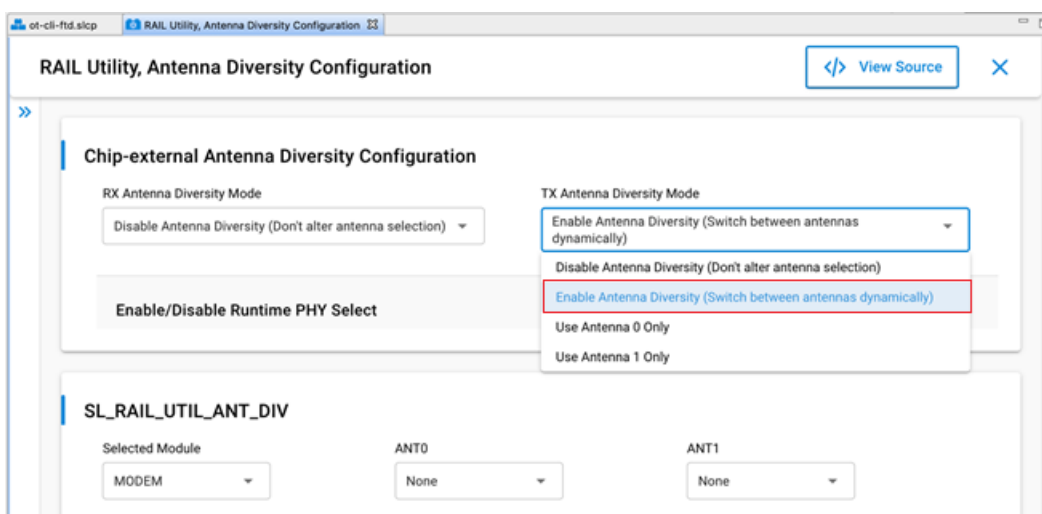 ot-cli-ftd.slcp RAIL Utility, Antenna Diversity Configuration
RAIL Utility, Antenna Diversity Configuration
</> View Source
Chip-external Antenna Diversity Configuration
RX Antenna Diversity Mode
Disable Antenna Diversity (Don't alter antenna selection)
TX Antenna Diversity Mode
Enable Antenna Diversity (Switch between antennas
dynamically)
Disable Antenna Diversity (Don't alter antenna selection)
Enable Antenna Diversity (Switch between antennas dynamically)
Use Antenna 0 Only
Use Antenna 1 Only
Enable/Disable Runtime PHY Select
SL_RAIL_UTIL_ANT_DIV
Selected Module
MODEM
ANT0
None
ANT1
None